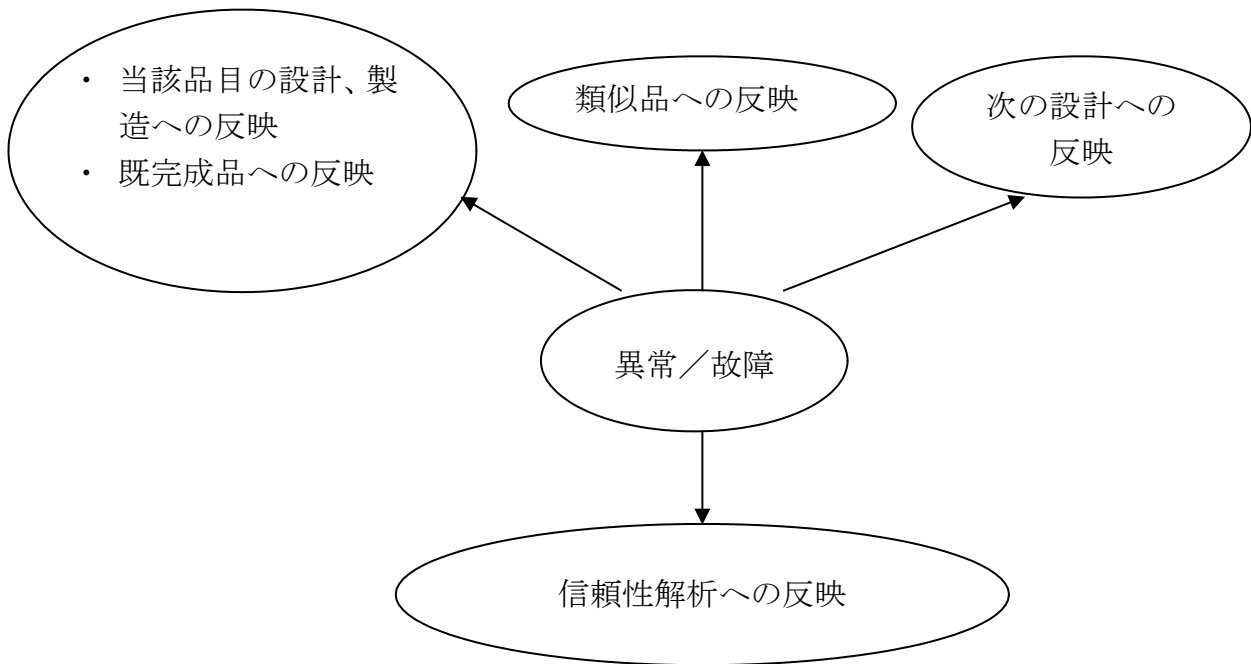 ・ 当該品目の設計、製
造への反映
・ 既完成品への反映
類似品への反映
次の設計への
反映
異常／故障
信頼性解析への反映